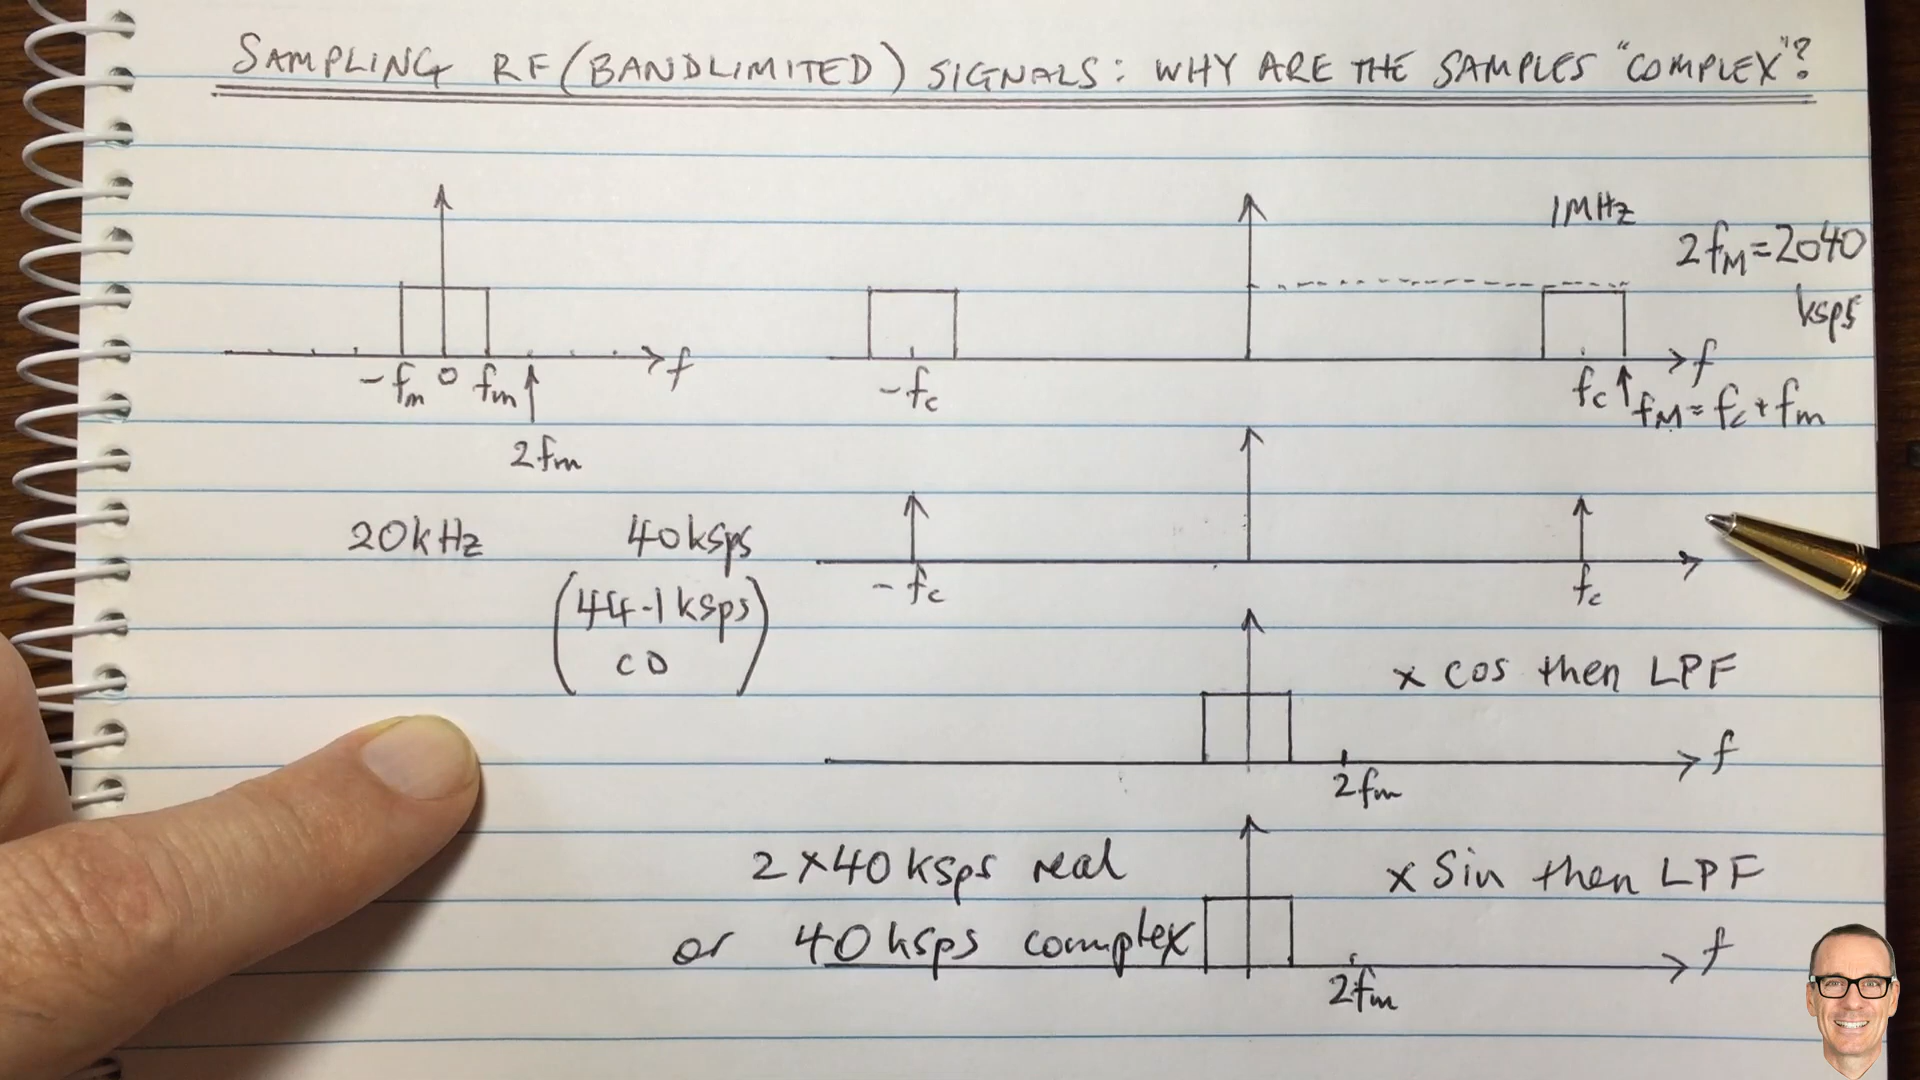 SAMPLING RF (BANDLIMITED) SIGNALS: WHY ARE THE SAMPLES "COMPLEX"?
-fm 0 fm f
2fm
20kHz 40ksps
(44.1ksps)
CD
1MHz
2fM=2040
ksps
-fc fc f
fM=fc+fm
-fc fc
x cos then LPF
f
2fm
2x40ksps real
or 40ksps complex
x sin then LPF
f
2fm